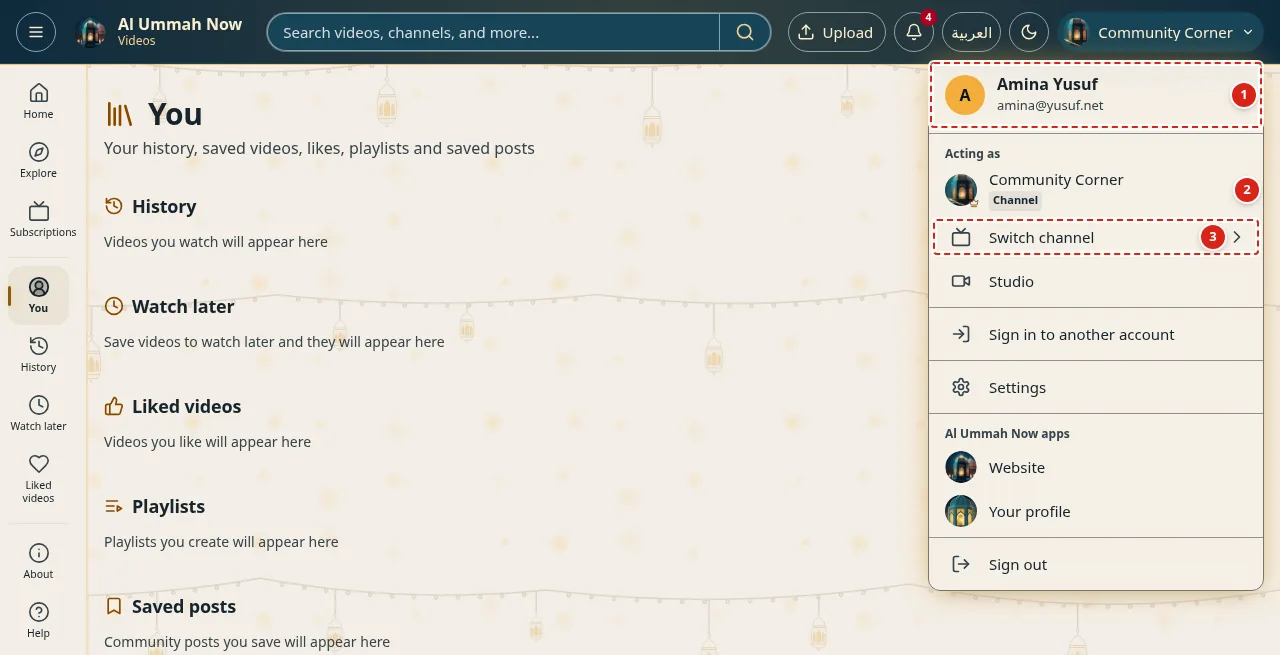 Al Ummah Now
Videos
Search videos, channels, and more...
Upload
4
العربية
Community Corner
Home
Explore
Subscriptions
You
History
Watch later
Liked
videos
About
Help
You
Your history, saved videos, likes, playlists and saved posts
History
Videos you watch will appear here
Watch later
Save videos to watch later and they will appear here
Liked videos
Videos you like will appear here
Playlists
Playlists you create will appear here
Saved posts
Community posts you save will appear here
A
Amina Yusuf
amina@yusuf.net
1
Acting as
Community Corner
Channel
2
Switch channel
3
Studio
Sign in to another account
Settings
Al Ummah Now apps
Website
Your profile
Sign out